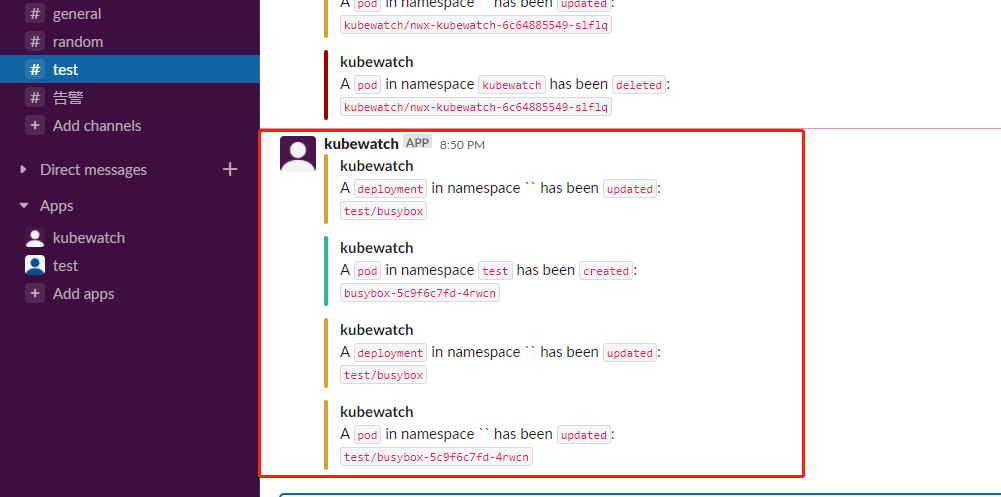 # general
# random
# test
# 告警
+ Add channels
Direct messages +
Apps
kubewatch
test
+ Add apps
A pod in namespace `` has been updated:
kubewatch/nwx-kubewatch-6c64885549-slflq
kubewatch
A pod in namespace kubewatch has been deleted:
kubewatch/nwx-kubewatch-6c64885549-slflq
kubewatch APP 8:50 PM
kubewatch
A deployment in namespace `` has been updated:
test/busybox
kubewatch
A pod in namespace test has been created:
busybox-5c9f6c7fd-4rwcn
kubewatch
A deployment in namespace `` has been updated:
test/busybox
kubewatch
A pod in namespace `` has been updated:
test/busybox-5c9f6c7fd-4rwcn